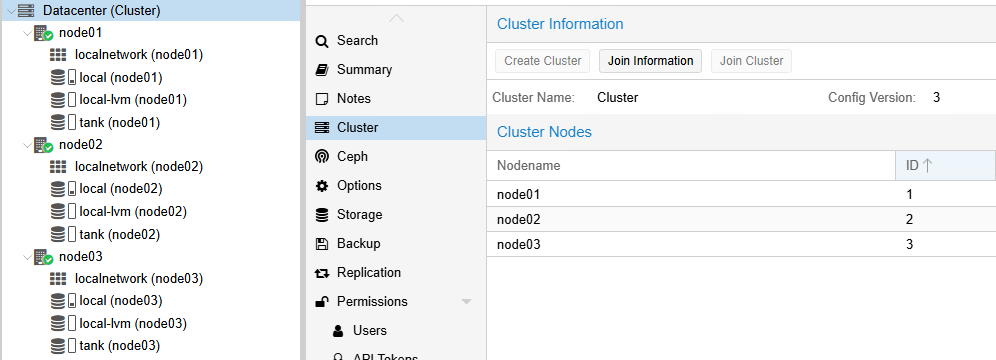 Datacenter (Cluster)
node01
localnetwork (node01)
local (node01)
local-lvm (node01)
tank (node01)
node02
localnetwork (node02)
local (node02)
local-lvm (node02)
tank (node02)
node03
localnetwork (node03)
local (node03)
local-lvm (node03)
tank (node03)
Search
Summary
Notes
Cluster
Ceph
Options
Storage
Backup
Replication
Permissions
Users
API Tokens
Cluster Information
Create Cluster Join Information Join Cluster
Cluster Name: Cluster Config Version: 3
Cluster Nodes
Nodename ID
node01 1
node02 2
node03 3